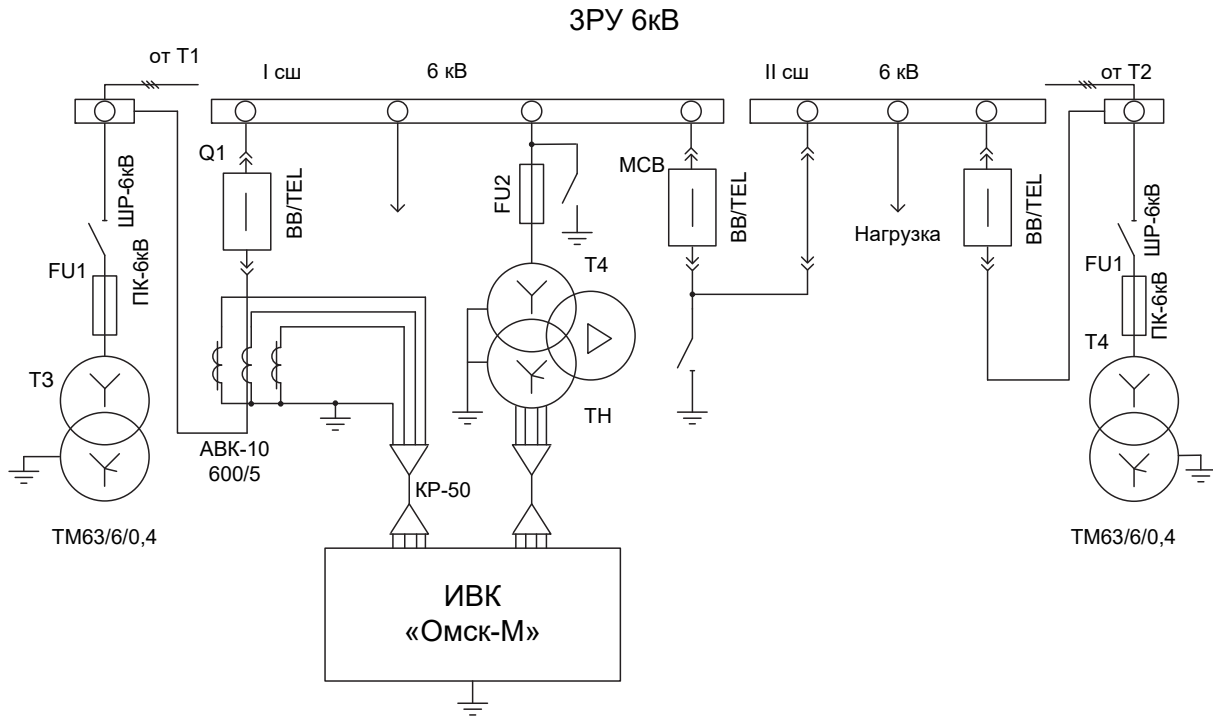 ЗРУ 6кВ
от Т1
I сш
6 кВ
II сш
6 кВ
от Т2
Q1
ВВ/TEL
FU2
МСВ
ВВ/TEL
Нагрузка
ВВ/TEL
ШР-6кВ
FU1
ПК-6кВ
Т4
ШР-6кВ
FU1
ПК-6кВ
Т3
Т4
ТН
АВК-10
600/5
КР-50
ТМ63/6/0,4
ТМ63/6/0,4
ИВК
«Омск-М»